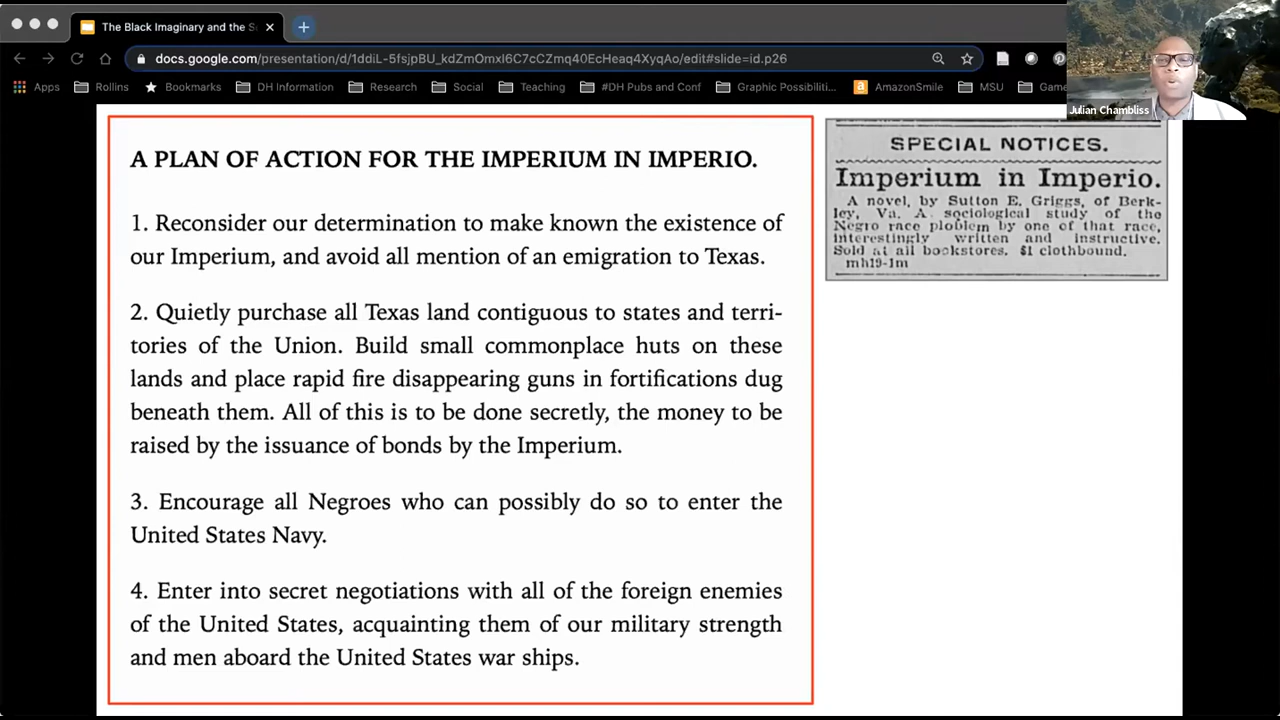 The Black Imaginary and the S
docs.google.com/presentation/d/1ddiL-5fsjpBU_kdZmOmxI6C7cCZmq40EcHeaq4XyqAo/edit#slide=id.p26
Apps
Rollins
Bookmarks
DH Information
Research
Social
Teaching
#DH Pubs and Conf
Graphic Possibiliti...
AmazonSmile
MSU
Game
Julian Chambliss
A PLAN OF ACTION FOR THE IMPERIUM IN IMPERIO.
1. Reconsider our determination to make known the existence of
our Imperium, and avoid all mention of an emigration to Texas.
2. Quietly purchase all Texas land contiguous to states and terri-
tories of the Union. Build small commonplace huts on these
lands and place rapid fire disappearing guns in fortifications dug
beneath them. All of this is to be done secretly, the money to be
raised by the issuance of bonds by the Imperium.
3. Encourage all Negroes who can possibly do so to enter the
United States Navy.
4. Enter into secret negotiations with all of the foreign enemies
of the United States, acquainting them of our military strength
and men aboard the United States war ships.
SPECIAL NOTICES.
Imperium in Imperio.
A novel, by Sutton E. Griggs, of Berk-
ley, Va. A sociological study of the
Negro race ploblem by one of that race,
interestingly written and instructive.
Sold at all bookstores. $1 clothbound.
mh19-1m